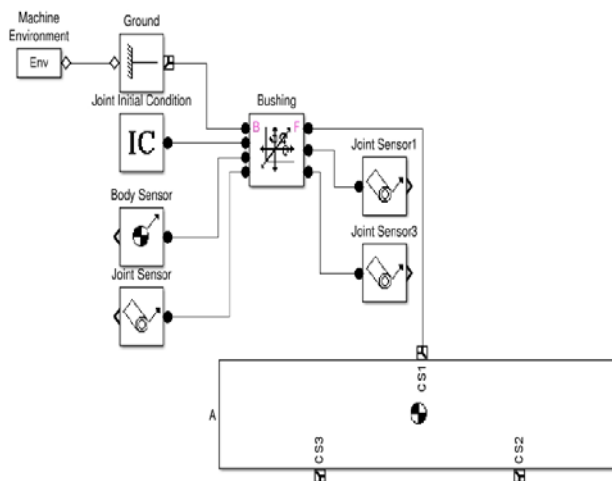 Machine
Environment
Env
Ground
Joint Initial Condition
IC
Bushing
B
F
Body Sensor
Joint Sensor
Joint Sensor1
Joint Sensor3
A
CS1
CS3
CS2